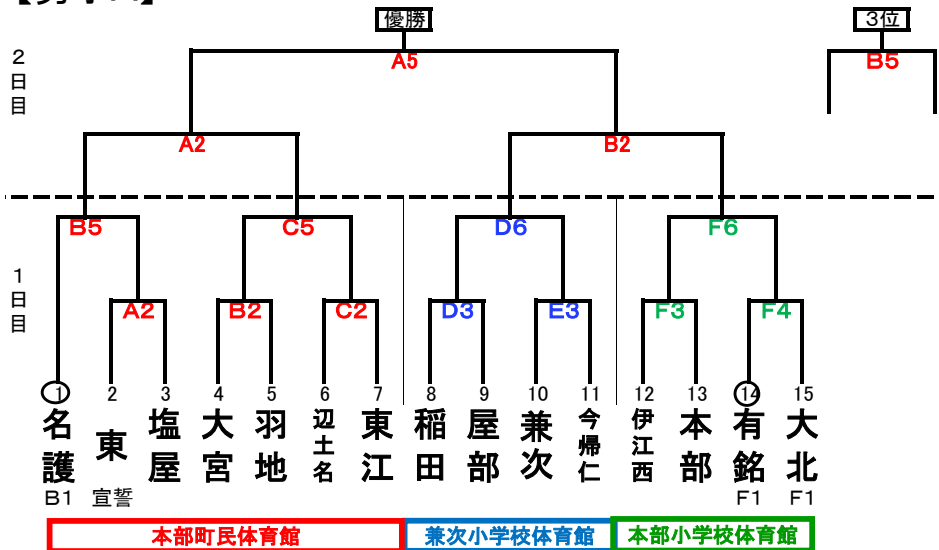 優勝
3位
A5
B5
2日目
A2
B2
B5
C5
D6
F6
1日目
A2
B2
C2
D3
E3
F3
F4
1 2 3 4 5 6 7 8 9 10 11 12 13 14 15
名護
東
塩屋
大宮
羽地
辺土名
東江
稲田
屋部
兼次
今帰仁
伊江西
本部
有銘
大北
B1
宣誓
F1
F1
本部町民体育館
兼次小学校体育館
本部小学校体育館